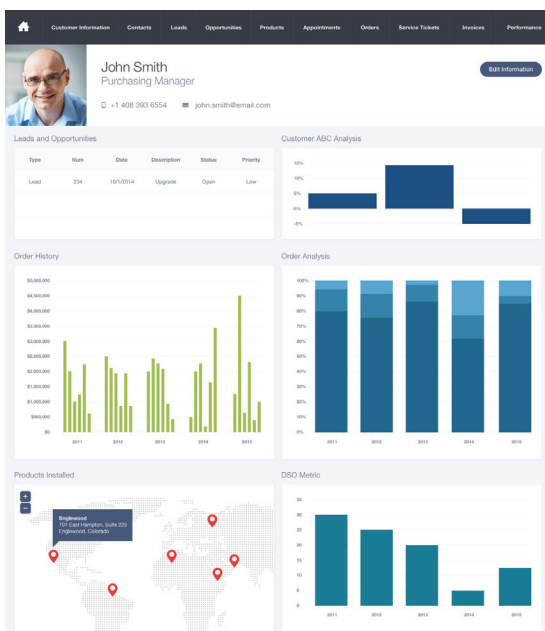 Customer Information Contacts Leads Opportunities Products Appointments Orders Service Tickets Invoices Performance
John Smith
Purchasing Manager
Edit Information
+1 408 393 6554 john.smith@email.com
Leads and Opportunities
Type Num Date Description Status Priority
Lead 234 10/1/2014 Upgrade Open Low
Customer ABC Analysis
15%
10%
5%
0%
-5%
Order History
$5,000,000
$4,500,000
$4,000,000
$3,500,000
$3,000,000
$2,500,000
$2,000,000
$1,500,000
$1,000,000
$500,000
$0
2011 2012 2013 2014 2015
Order Analysis
100%
90%
80%
70%
60%
50%
40%
30%
20%
10%
0%
2011 2012 2013 2014 2015
Products Installed
+
−
Englewood
701 East Hampton, Suite 225
Englewood, Colorado
DSO Metric
35
30
25
20
15
10
5
0
2011 2012 2013 2014 2015